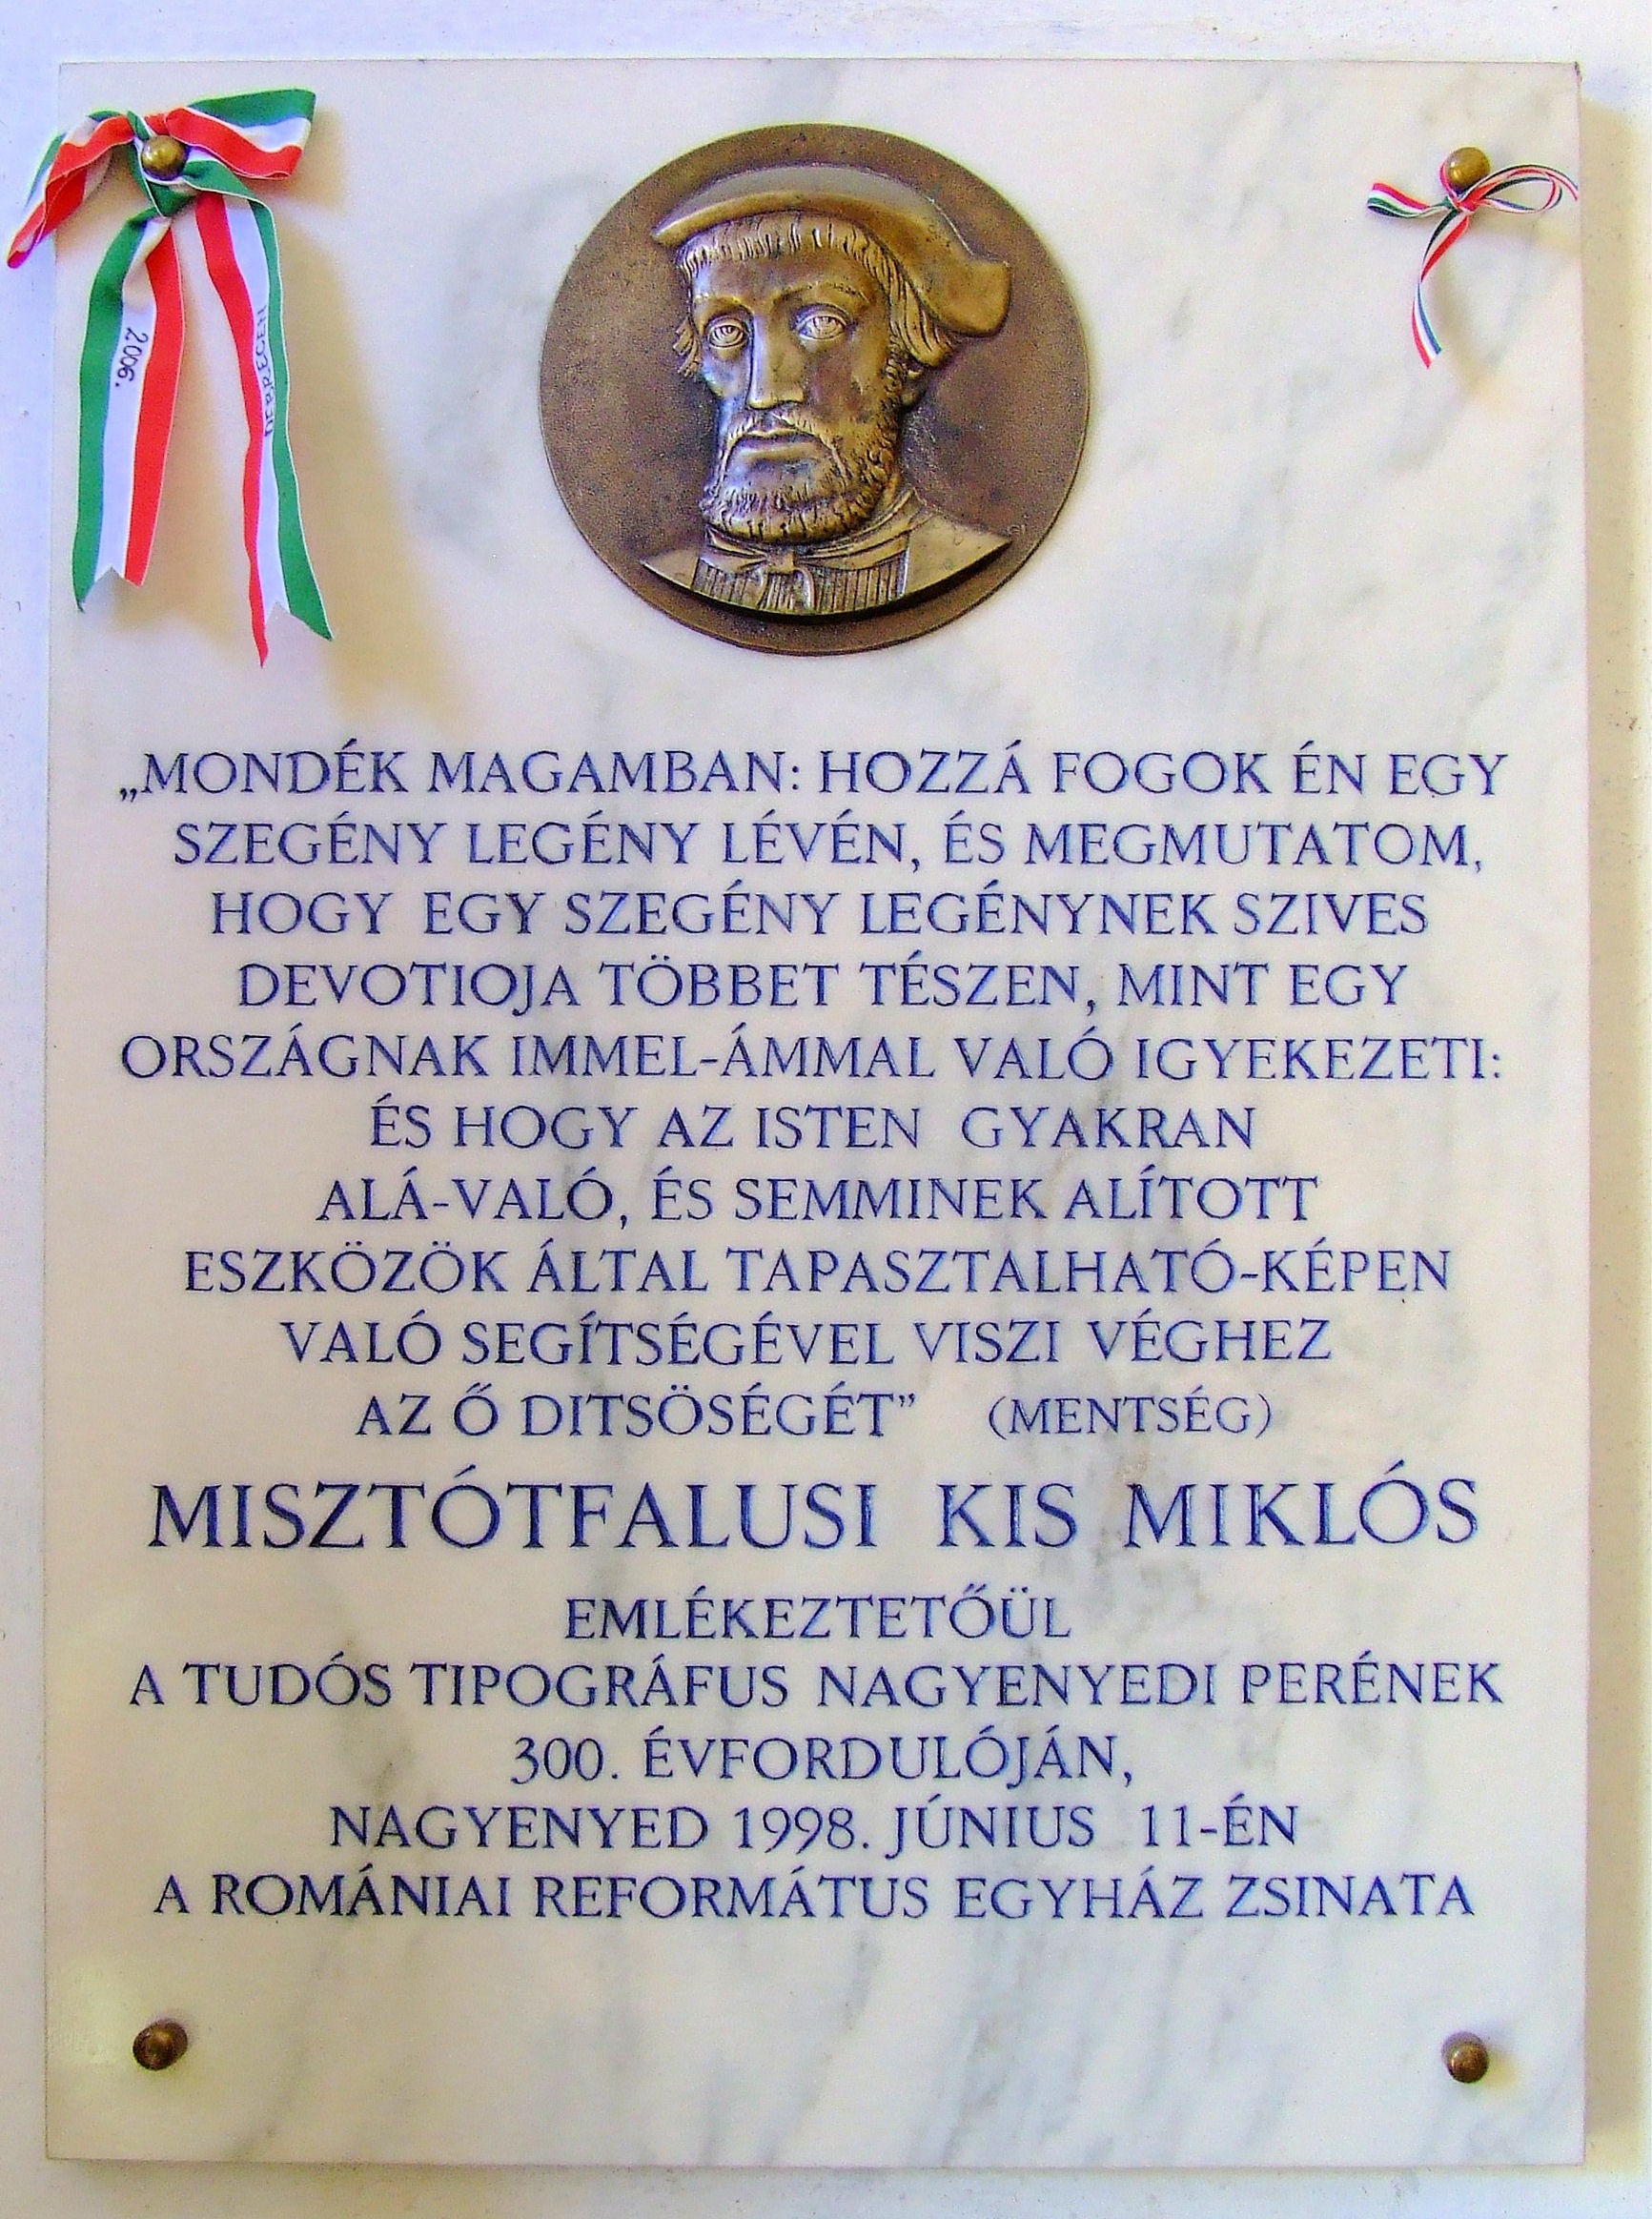 2006.
DEBRECEN
„MONDÉK MAGAMBAN: HOZZÁ FOGOK ÉN EGY
SZEGÉNY LEGÉNY LÉVÉN, ÉS MEGMUTATOM,
HOGY EGY SZEGÉNY LEGÉNYNEK SZIVES
DEVOTIOJA TÖBBET TÉSZEN, MINT EGY
ORSZÁGNAK IMMEL-ÁMMAL VALÓ IGYEKEZETI:
ÉS HOGY AZ ISTEN GYAKRAN
ALÁ-VALÓ, ÉS SEMMINEK ALÍTOTT
ESZKÖZÖK ÁLTAL TAPASZTALHATÓ-KÉPEN
VALÓ SEGÍTSÉGÉVEL VISZI VÉGHEZ
AZ Ő DITSÖSÉGÉT” (MENTSÉG)
MISZTÓTFALUSI KIS MIKLÓS
EMLÉKEZTETŐÜL
A TUDÓS TIPOGRÁFUS NAGYENYEDI PERÉNEK
300. ÉVFORDULÓJÁN,
NAGYENYED 1998. JÚNIUS 11-ÉN
A ROMÁNIAI REFORMÁTUS EGYHÁZ ZSINATA